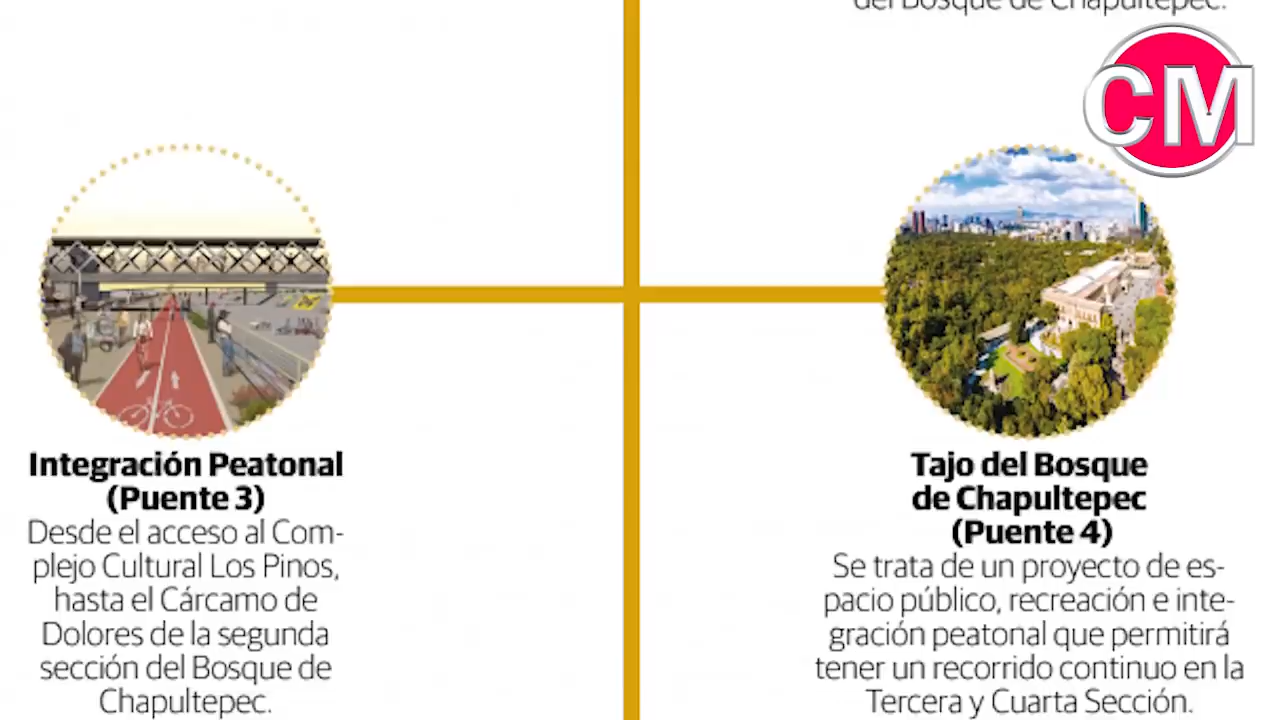 del Bosque de Chapultepec.
CM
Integración Peatonal
(Puente 3)
Desde el acceso al Com-
plejo Cultural Los Pinos,
hasta el Cárcamo de
Dolores de la segunda
sección del Bosque de
Chapultepec.
Tajo del Bosque
de Chapultepec
(Puente 4)
Se trata de un proyecto de es-
pacio público, recreación e inte-
gración peatonal que permitirá
tener un recorrido continuo en la
Tercera y Cuarta Sección.